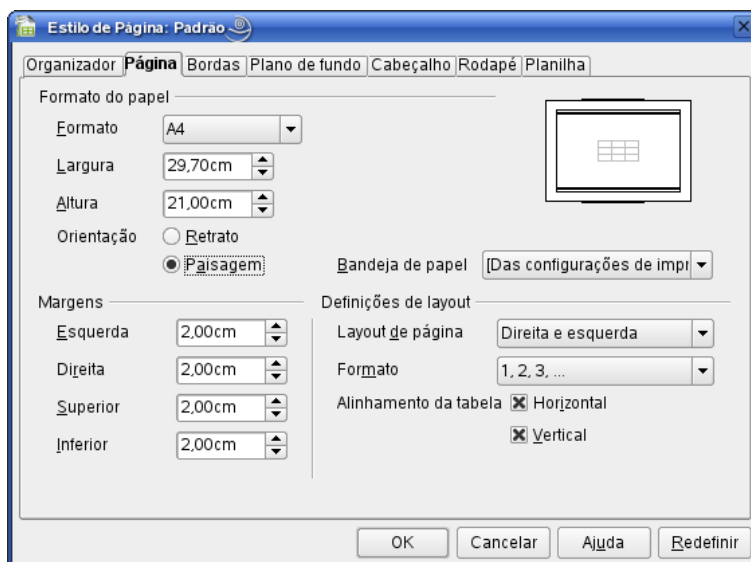 Estilo de Página: Padrão
Organizador Página Bordas Plano de fundo Cabeçalho Rodapé Planilha
Formato do papel
Formato A4
Largura 29,70cm
Altura 21,00cm
Orientação Retrato
Paisagem Bandeja de papel [Das configurações de impr
Margens Definições de layout
Esquerda 2,00cm Layout de página Direita e esquerda
Direita 2,00cm Formato 1, 2, 3, ...
Superior 2,00cm Alinhamento da tabela Horizontal
Inferior 2,00cm Vertical
OK Cancelar Ajuda Redefinir